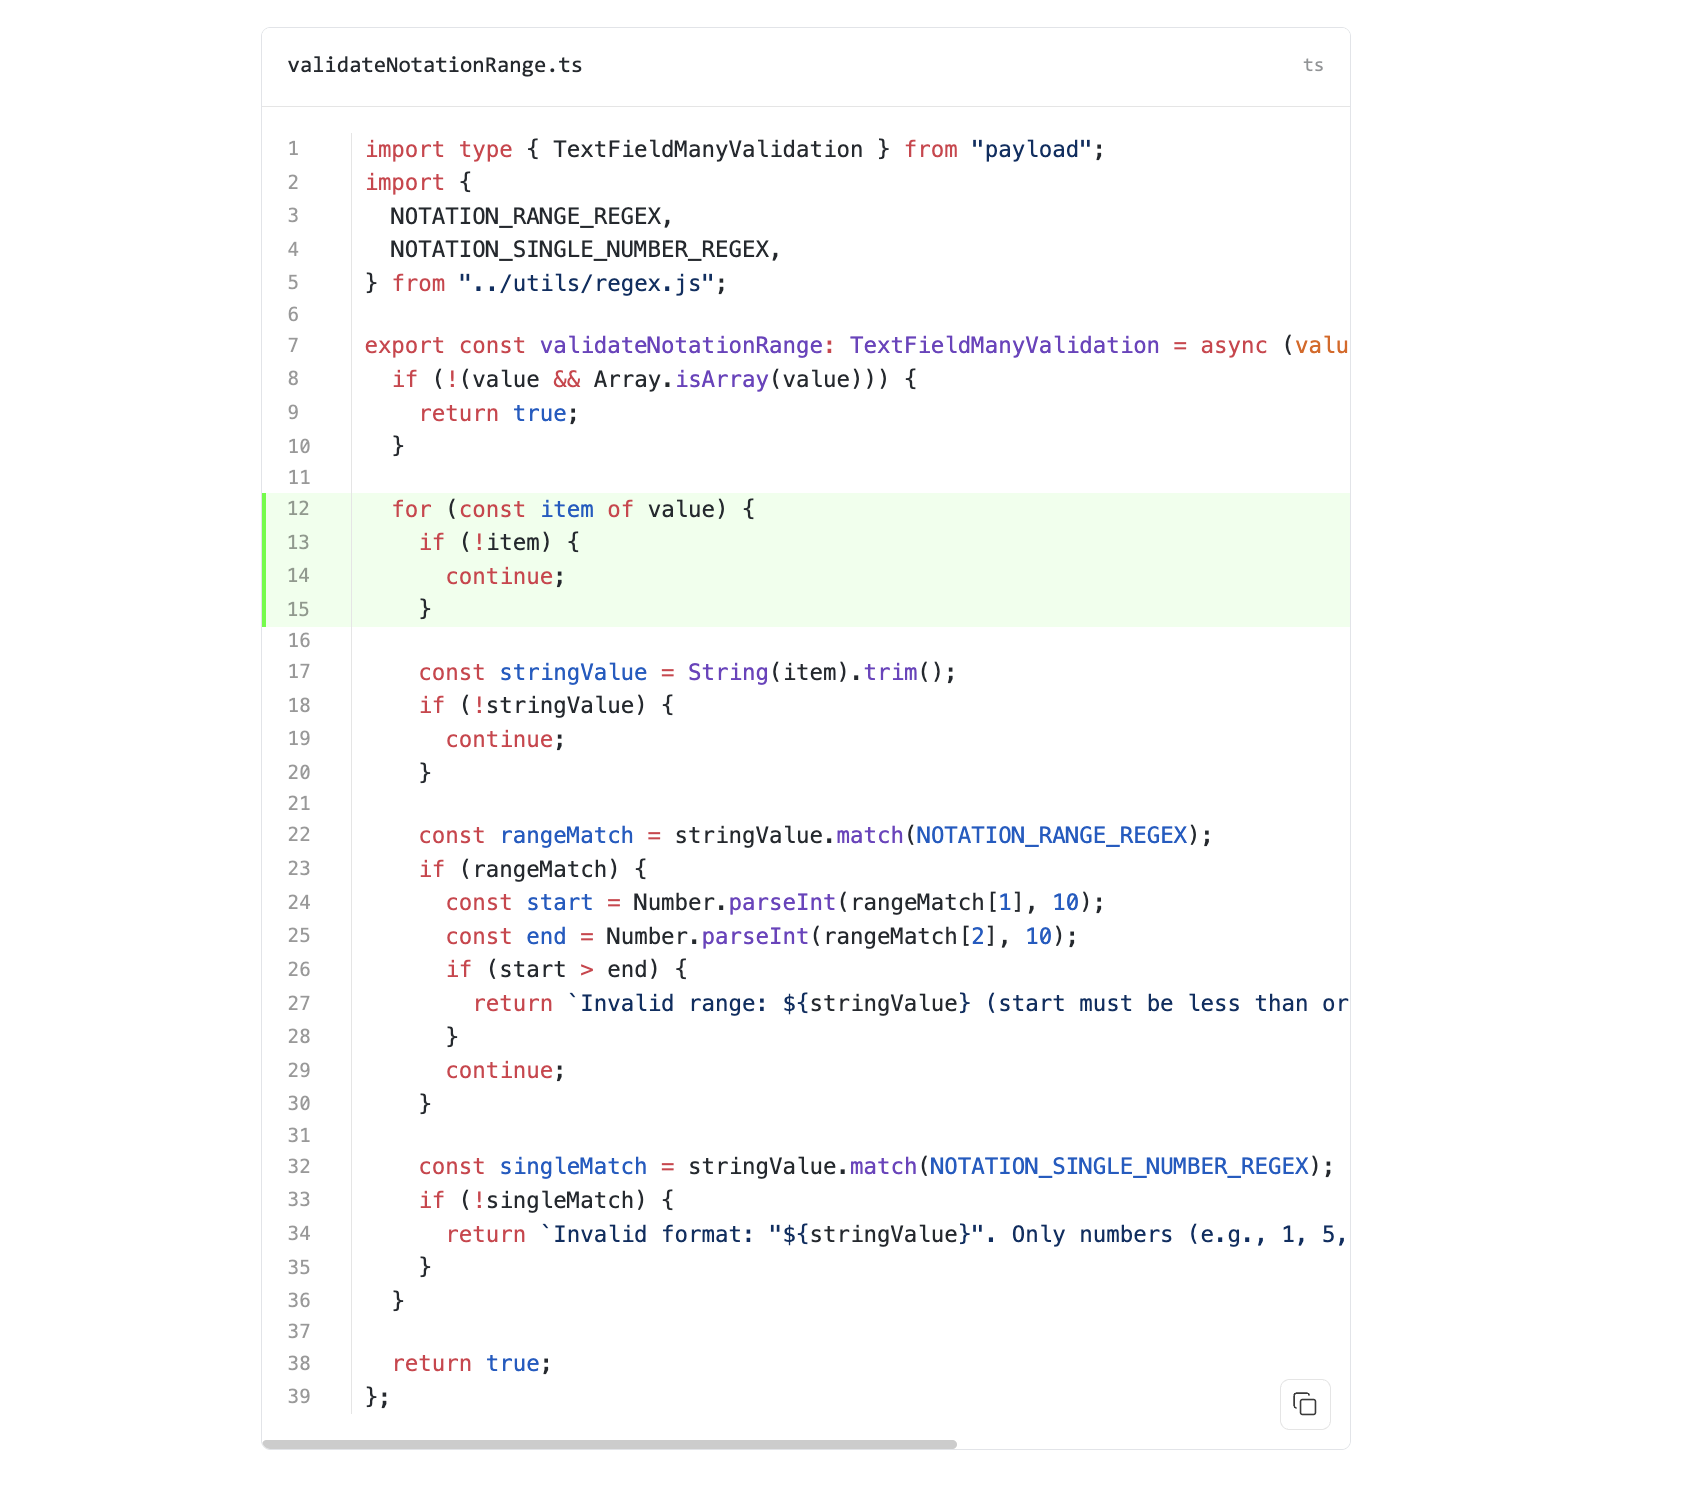 validateNotationRange.ts
ts
1 import type { TextFieldManyValidation } from "payload";
2 import {
3   NOTATION_RANGE_REGEX,
4   NOTATION_SINGLE_NUMBER_REGEX,
5 } from "../utils/regex.js";
6
7 export const validateNotationRange: TextFieldManyValidation = async (valu
8   if (!(value && Array.isArray(value))) {
9     return true;
10   }
11
12   for (const item of value) {
13     if (!item) {
14       continue;
15     }
16
17     const stringValue = String(item).trim();
18     if (!stringValue) {
19       continue;
20     }
21
22     const rangeMatch = stringValue.match(NOTATION_RANGE_REGEX);
23     if (rangeMatch) {
24       const start = Number.parseInt(rangeMatch[1], 10);
25       const end = Number.parseInt(rangeMatch[2], 10);
26       if (start > end) {
27         return `Invalid range: ${stringValue} (start must be less than or
28       }
29       continue;
30     }
31
32     const singleMatch = stringValue.match(NOTATION_SINGLE_NUMBER_REGEX);
33     if (!singleMatch) {
34       return `Invalid format: "${stringValue}". Only numbers (e.g., 1, 5,
35     }
36   }
37
38   return true;
39 };